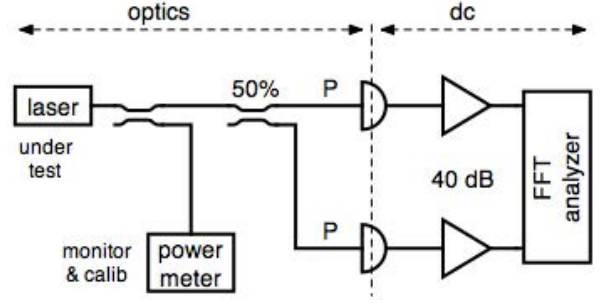 optics
dc
50%
P
laser
under
test
40 dB
FFT
analyzer
P
monitor
& calib
power
meter